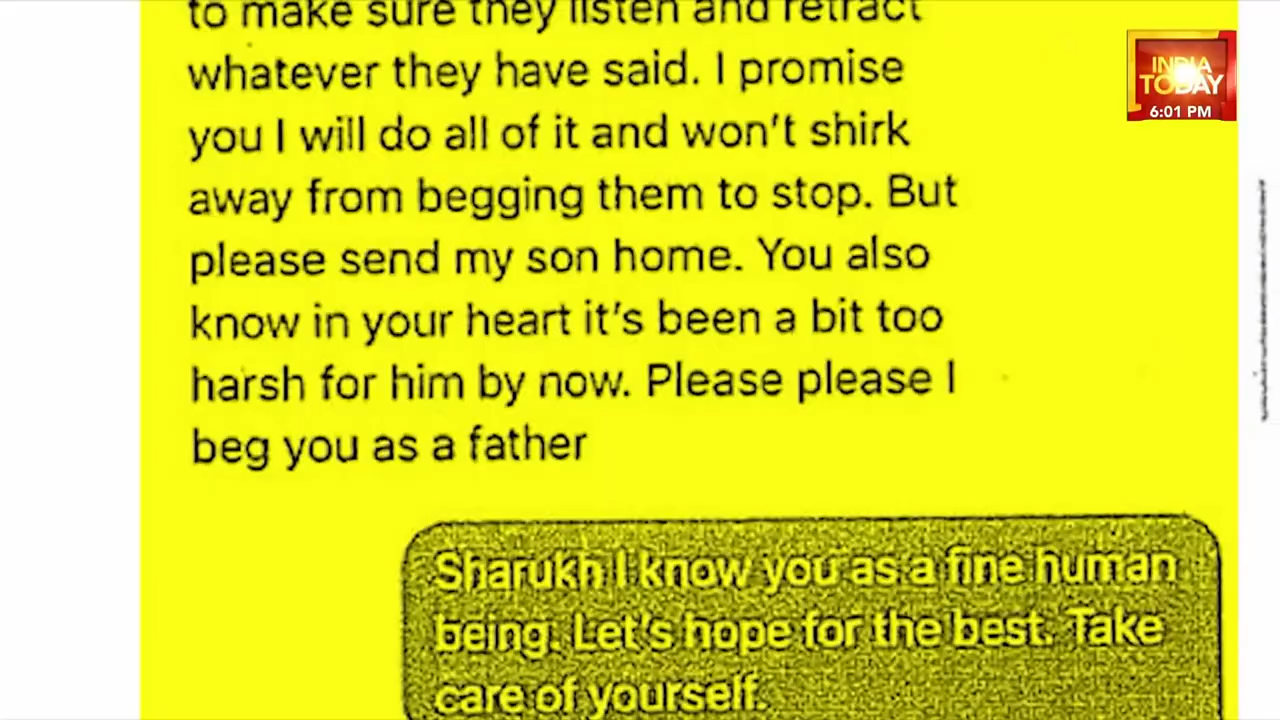 to make sure they listen and retract
whatever they have said. I promise
you I will do all of it and won't shirk
away from begging them to stop. But
please send my son home. You also
know in your heart it's been a bit too
harsh for him by now. Please please I
beg you as a father
Sharukh I know you as a fine human
being. Let's hope for the best. Take
care of yourself.
INDIA
TODAY
6:01 PM